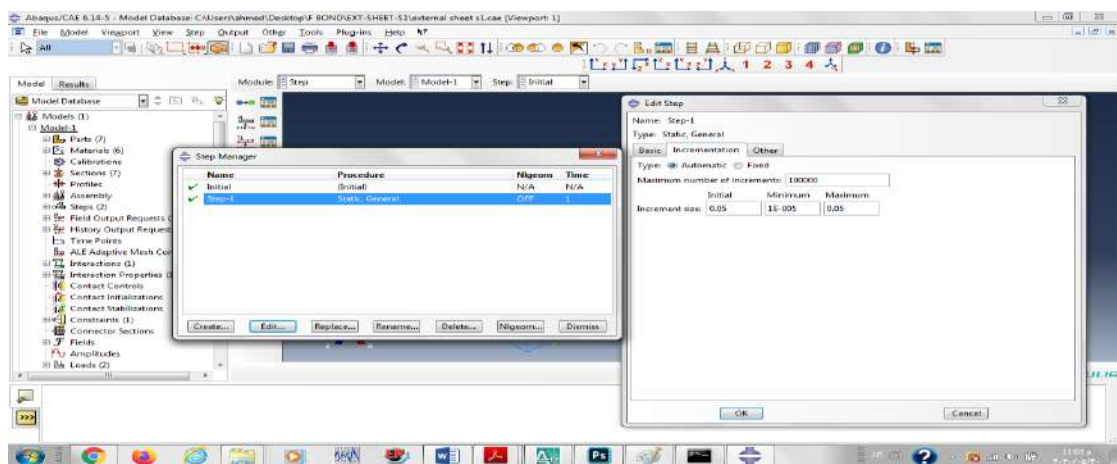 Abaqus/CAE 6.14-5 - Model Database: C:\Users\ahmed\Desktop\F BOND\EXT-SHEET-S1\external sheet s1.cae [Viewport: 1]
File Model Viewport View Step Output Other Tools Plug-ins Help
All
1 2 3 4
Model Results
Module: Step Model: Model-1 Step: Initial
Model Database
Models (1)
Model-1
Parts (7)
Materials (6)
Calibrations
Sections (7)
Profiles
Assembly
Steps (2)
Field Output Requests
History Output Request
Time Points
ALE Adaptive Mesh Con
Interactions (1)
Interaction Properties
Contact Controls
Contact Initializations
Contact Stabilizations
Constraints (1)
Connector Sections
Fields
Amplitudes
Loads (2)
Step Manager
Name Procedure Nlgeom Time
Initial (Initial) N/A N/A
Step-1 Static, General OFF 1
Create... Edit... Replace... Rename... Delete... Nlgeom... Dismiss
Edit Step
Name: Step-1
Type: Static, General
Basic Incrementation Other
Type: Automatic Fixed
Maximum number of increments: 100000
Initial Minimum Maximum
Increment size: 0.05 1E-005 0.05
OK Cancel
>>>
Ps